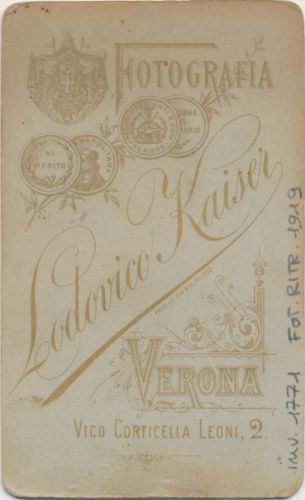 FOTOGRAFIA
AL MERITO
Lodovico Kaiser
VERONA
VICO CORTICELLA LEONI, 2.
inv. 1771 FOT. RITR. 1919